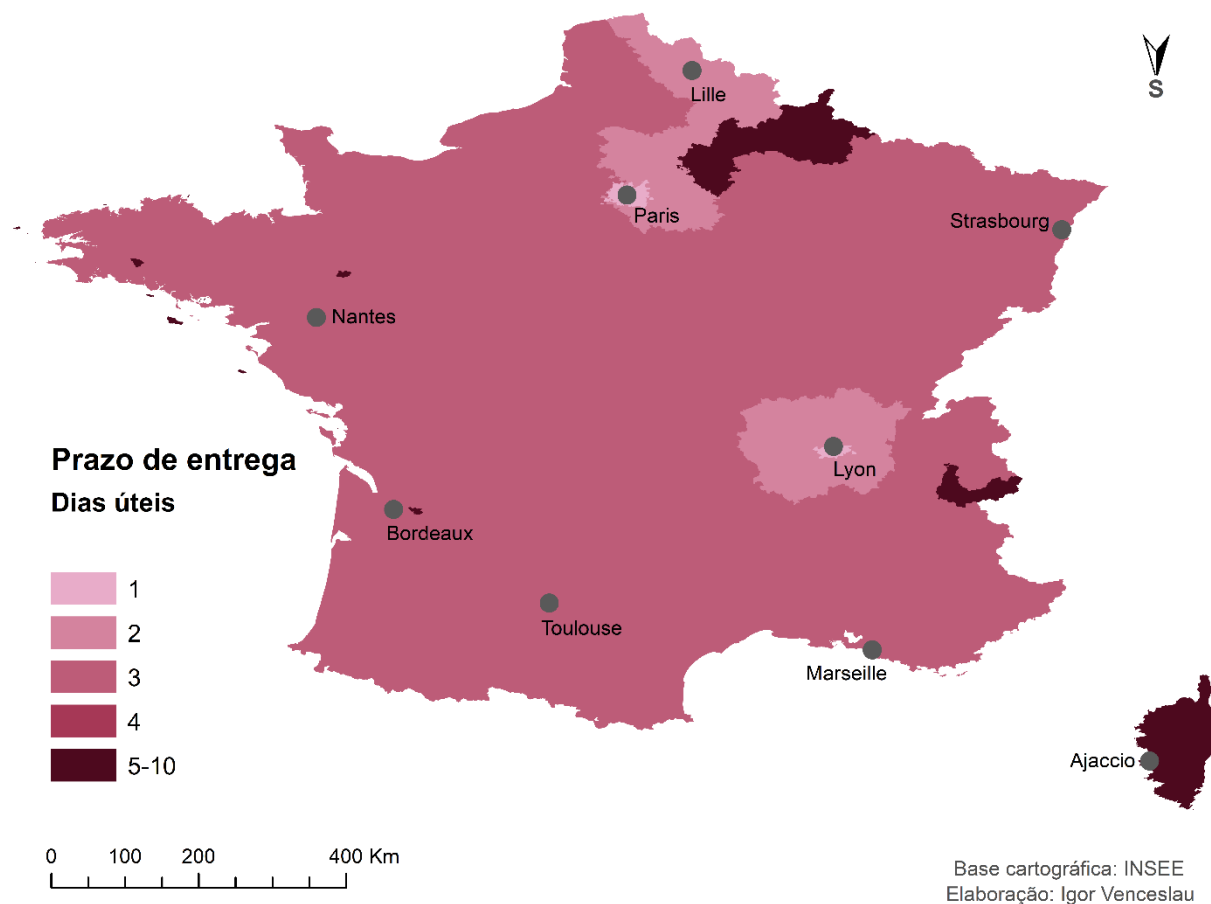 S
Lille
Paris
Strasbourg
Nantes
Lyon
Prazo de entrega
Dias úteis
Bordeaux
1
2
Toulouse
3
Marseille
4
Ajaccio
5-10
0 100 200 400 Km
Base cartográfica: INSEE
Elaboração: Igor Venceslau